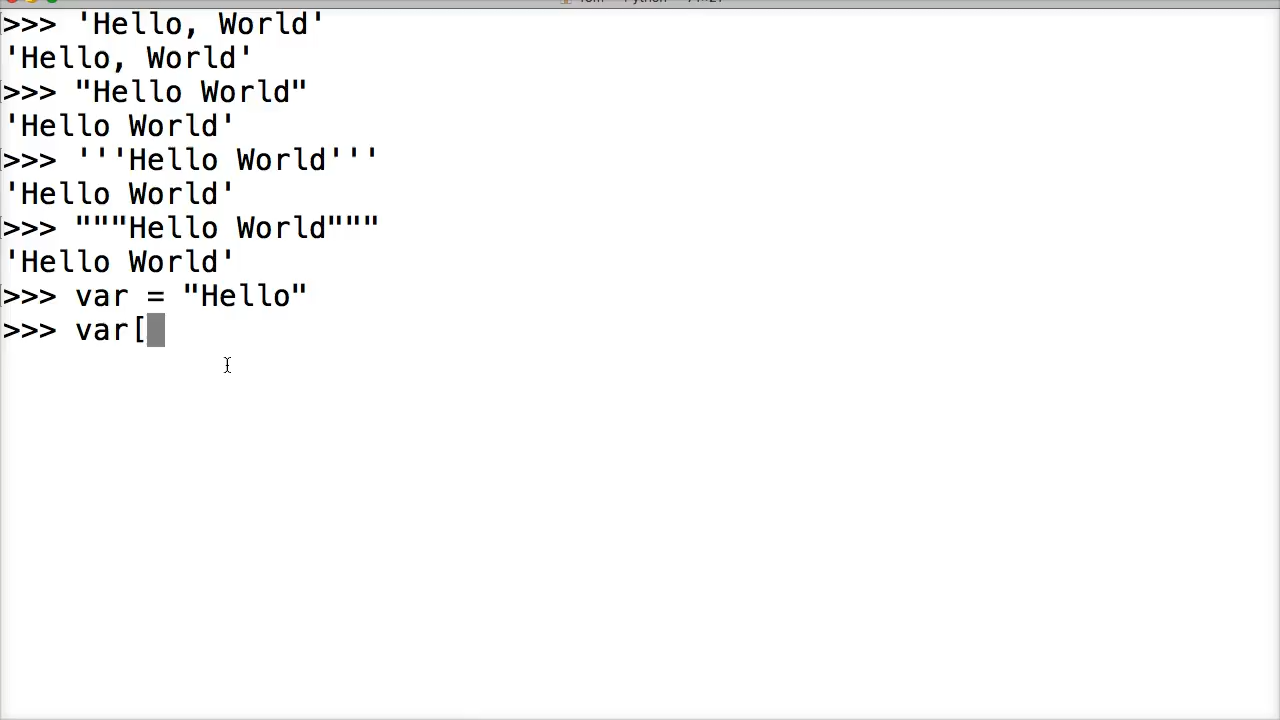 >>> 'Hello, World'
'Hello, World'
>>> "Hello World"
'Hello World'
>>> '''Hello World'''
'Hello World'
>>> """Hello World"""
'Hello World'
>>> var = "Hello"
>>> var[